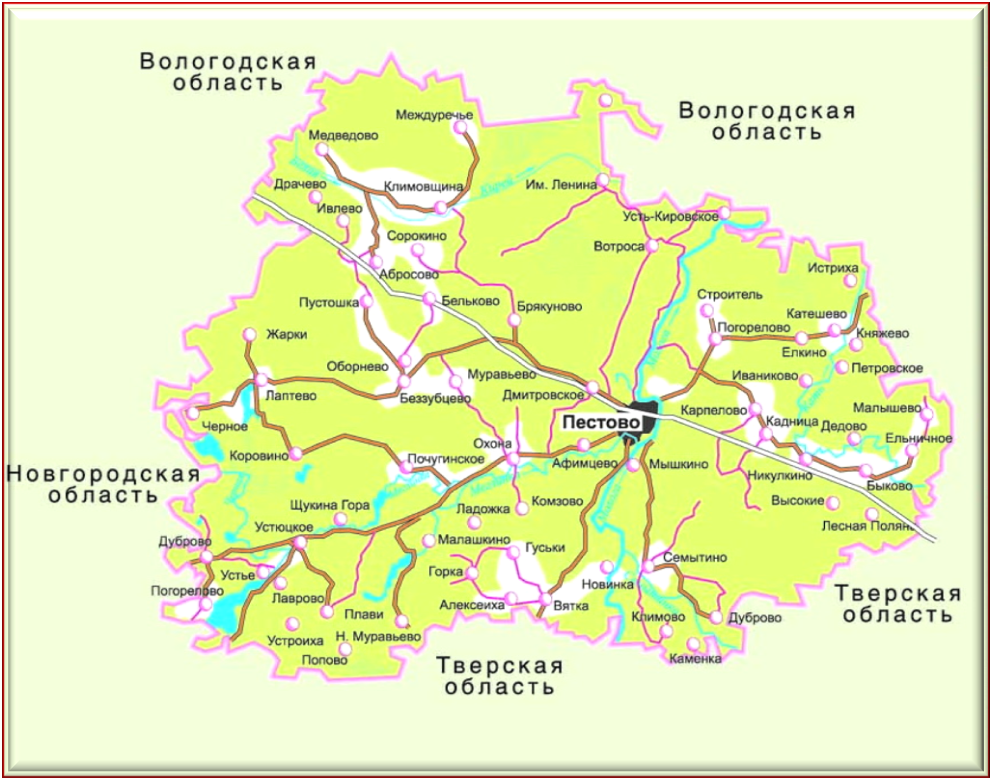 Вологодская
область
Вологодская
область
Междуречье
Медведово
Драчево
Климовщина
Им. Ленина
Ивлево
Усть-Кировское
Сорокино
Вотроса
Абросово
Истриха
Пустошка
Бельково
Брякуново
Строитель
Катешево
Жарки
Погорелово
Княжево
Елкино
Оборнево
Муравьево
Иваниково
Петровское
Лаптево
Беззубцево
Дмитровское
Карпелово
Малышево
Черное
Пестово
Кадница
Дедово
Ельничное
Охона
Коровино
Почугинское
Афимцево
Мышкино
Новгородская
область
Никулкино
Быково
Щукина Гора
Ладожка
Комзово
Высокие
Устюцкое
Лесная Поляна
Дуброво
Малашкино
Гуськи
Семытино
Устье
Горка
Новинка
Погорелово
Лаврово
Плави
Алексеиха
Вятка
Тверская
область
Климово
Дуброво
Устроиха
Н. Муравьево
Попово
Каменка
Тверская
область